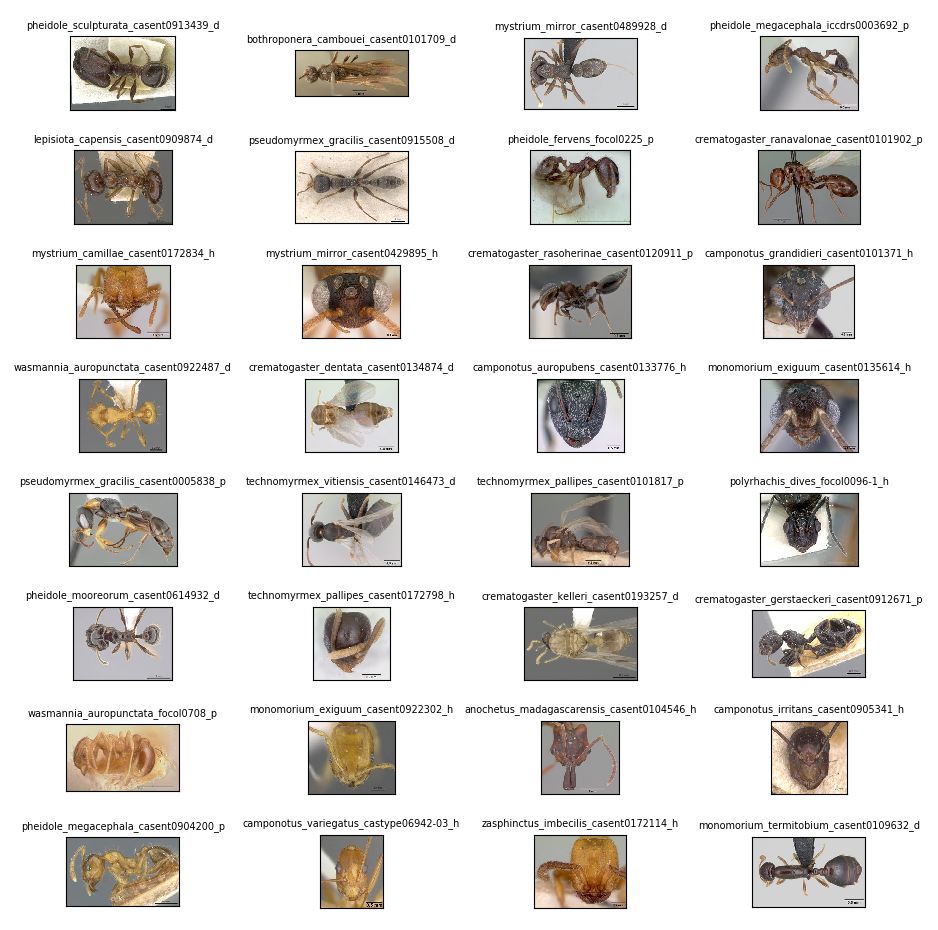 pheidole_sculpturata_casent0913439_d
bothroponera_cambouei_casent0101709_d
mystrium_mirror_casent0489928_d
pheidole_megacephala_iccdrs0003692_p
lepisiota_capensis_casent0909874_d
pseudomyrmex_gracilis_casent0915508_d
pheidole_fervens_focol0225_p
crematogaster_ranavalonae_casent0101902_p
mystrium_camillae_casent0172834_h
mystrium_mirror_casent0429895_h
crematogaster_rasoherinae_casent0120911_p
camponotus_grandidieri_casent0101371_h
wasmannia_auropunctata_casent0922487_d
crematogaster_dentata_casent0134874_d
camponotus_auropubens_casent0133776_h
monomorium_exiguum_casent0135614_h
pseudomyrmex_gracilis_casent0005838_p
technomyrmex_vitiensis_casent0146473_d
technomyrmex_pallipes_casent0101817_p
polyrhachis_dives_focol0096-1_h
pheidole_mooreorum_casent0614932_d
technomyrmex_pallipes_casent0172798_h
crematogaster_kelleri_casent0193257_d
crematogaster_gerstaeckeri_casent0912671_p
wasmannia_auropunctata_focol0708_p
monomorium_exiguum_casent0922302_h
anochetus_madagascarensis_casent0104546_h
camponotus_irritans_casent0905341_h
pheidole_megacephala_casent0904200_p
camponotus_variegatus_castype06942-03_h
zasphinctus_imbecilis_casent0172114_h
monomorium_termitobium_casent0109632_d